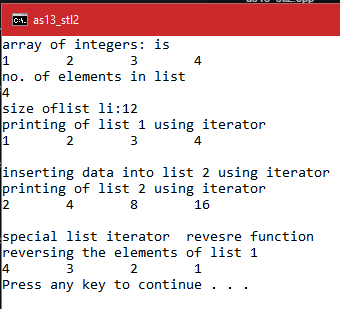 as13_stl2
array of integers: is
1 2 3 4
no. of elements in list
4
size oflist li:12
printing of list 1 using iterator
1 2 3 4
inserting data into list 2 using iterator
printing of list 2 using iterator
2 4 8 16
special list iterator  revesre function
reversing the elements of list 1
4 3 2 1
Press any key to continue . . .